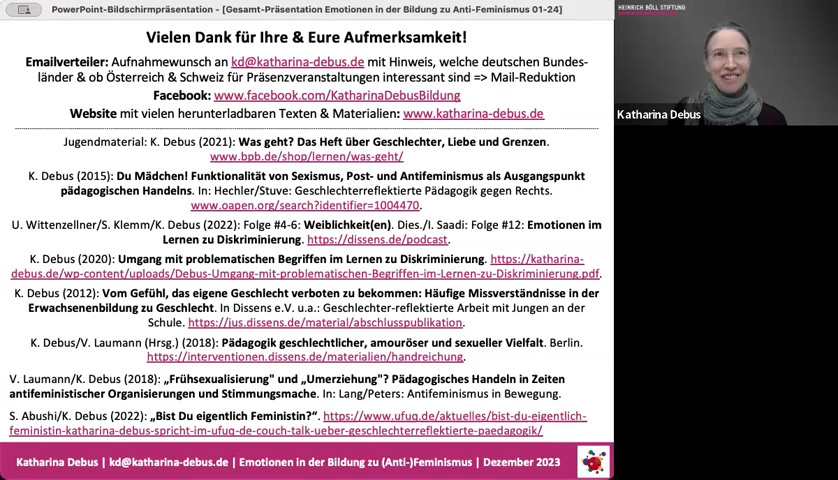 PowerPoint-Bildschirmpräsentation - [Gesamt-Präsentation Emotionen in der Bildung zu Anti-Feminismus 01-24]
HEINRICH BÖLL STIFTUNG
Vielen Dank für Ihre & Eure Aufmerksamkeit!
Emailverteiler: Aufnahmewunsch an kd@katharina-debus.de mit Hinweis, welche deutschen Bundes-
länder & ob Österreich & Schweiz für Präsenzveranstaltungen interessant sind => Mail-Reduktion
Facebook: www.facebook.com/KatharinaDebusBildung
Website mit vielen herunterladbaren Texten & Materialien: www.katharina-debus.de
Katharina Debus
Jugendmaterial: K. Debus (2021): Was geht? Das Heft über Geschlechter, Liebe und Grenzen.
www.bpb.de/shop/lernen/was-geht/
K. Debus (2015): Du Mädchen! Funktionalität von Sexismus, Post- und Antifeminismus als Ausgangspunkt
pädagogischen Handelns. In: Hechler/Stuve: Geschlechterreflektierte Pädagogik gegen Rechts.
www.oapen.org/search?identifier=1004470.
U. Wittenzellner/S. Klemm/K. Debus (2022): Folge #4-6: Weiblichkeit(en). Dies./I. Saadi: Folge #12: Emotionen im
Lernen zu Diskriminierung. https://dissens.de/podcast.
K. Debus (2020): Umgang mit problematischen Begriffen im Lernen zu Diskriminierung. https://katharina-
debus.de/wp-content/uploads/Debus-Umgang-mit-problematischen-Begriffen-im-Lernen-zu-Diskriminierung.pdf.
K. Debus (2012): Vom Gefühl, das eigene Geschlecht verboten zu bekommen: Häufige Missverständnisse in der
Erwachsenenbildung zu Geschlecht. In Dissens e.V. u.a.: Geschlechter-reflektierte Arbeit mit Jungen an der
Schule. https://jus.dissens.de/material/abschlusspublikation.
K. Debus/V. Laumann (Hrsg.) (2018): Pädagogik geschlechtlicher, amouröser und sexueller Vielfalt. Berlin.
https://interventionen.dissens.de/materialien/handreichung.
V. Laumann/K. Debus (2018): „Frühsexualisierung" und „Umerziehung"? Pädagogisches Handeln in Zeiten
antifeministischer Organisierungen und Stimmungsmache. In: Lang/Peters: Antifeminismus in Bewegung.
S. Abushi/K. Debus (2022): „Bist Du eigentlich Feministin?“. https://www.ufuq.de/aktuelles/bist-du-eigentlich-
feministin-katharina-debus-spricht-im-ufuq-de-couch-talk-ueber-geschlechterreflektierte-paedagogik/
Katharina Debus | kd@katharina-debus.de | Emotionen in der Bildung zu (Anti-)Feminismus | Dezember 2023